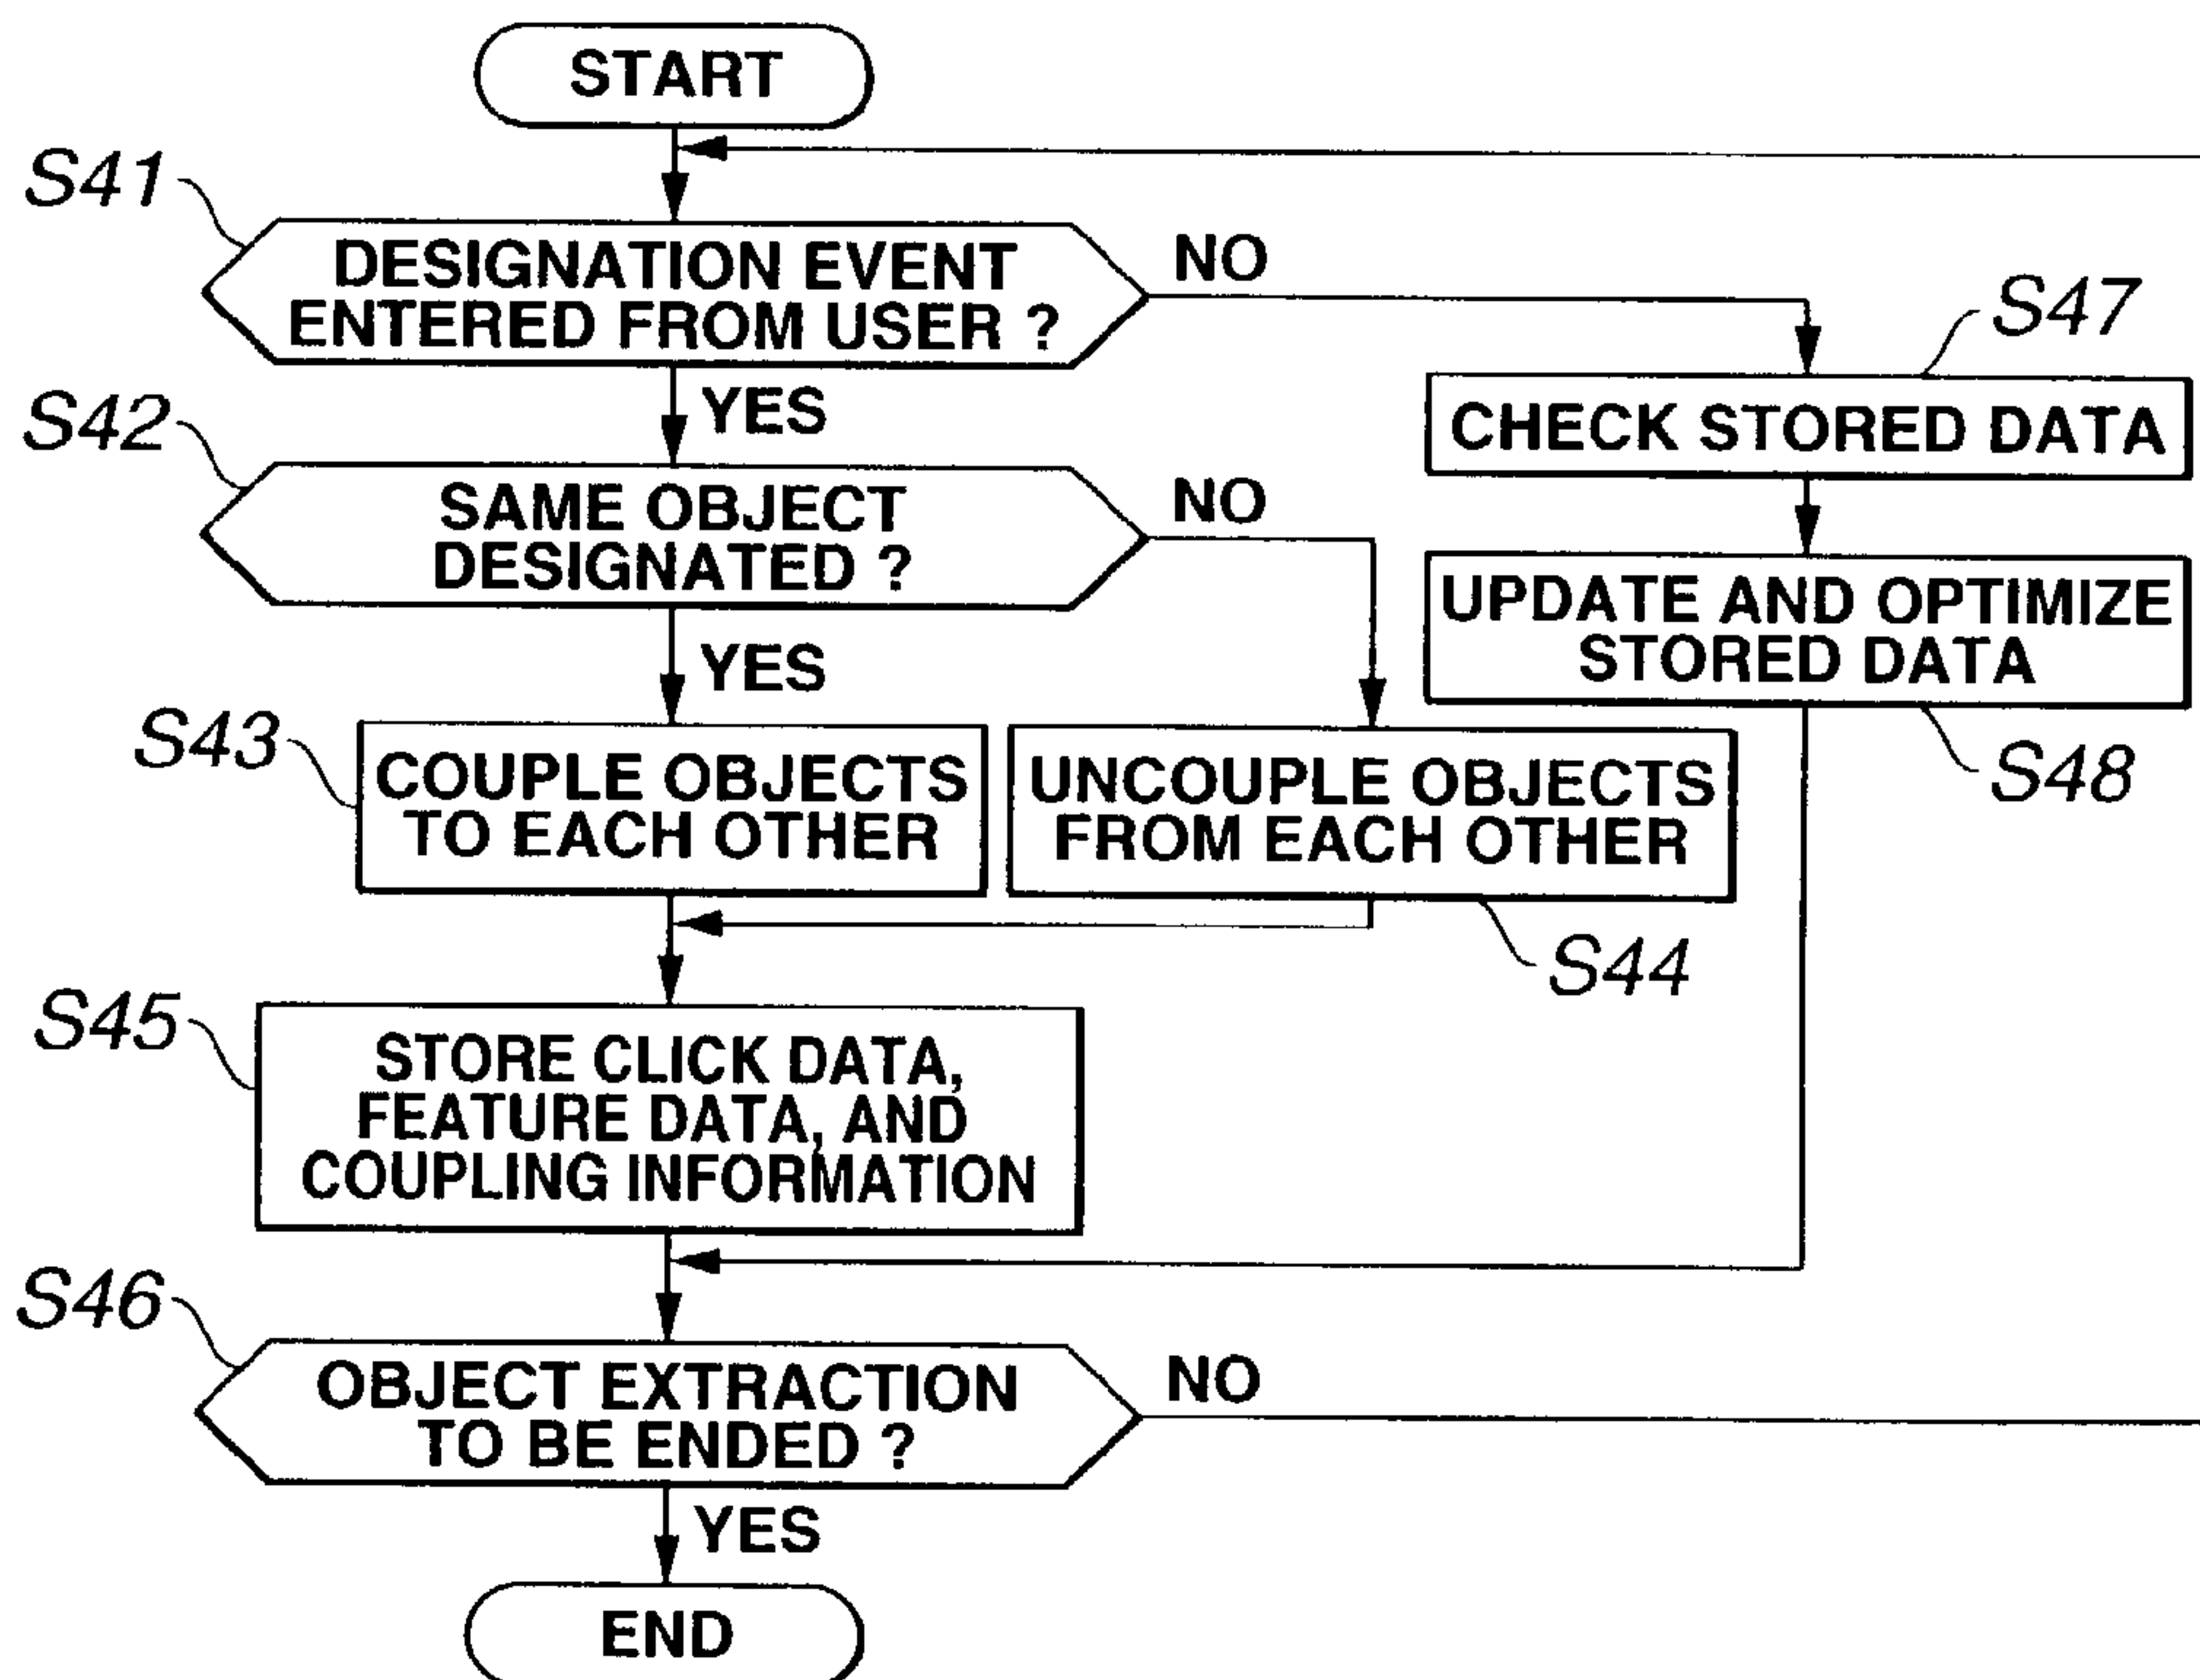 START
S41
DESIGNATION EVENT
ENTERED FROM USER ?
NO
S47
YES
CHECK STORED DATA
S42
SAME OBJECT
DESIGNATED ?
NO
UPDATE AND OPTIMIZE
STORED DATA
YES
S48
S43
COUPLE OBJECTS
TO EACH OTHER
UNCOUPLE OBJECTS
FROM EACH OTHER
S44
S45
STORE CLICK DATA,
FEATURE DATA, AND
COUPLING INFORMATION
S46
OBJECT EXTRACTION
TO BE ENDED ?
NO
YES
END